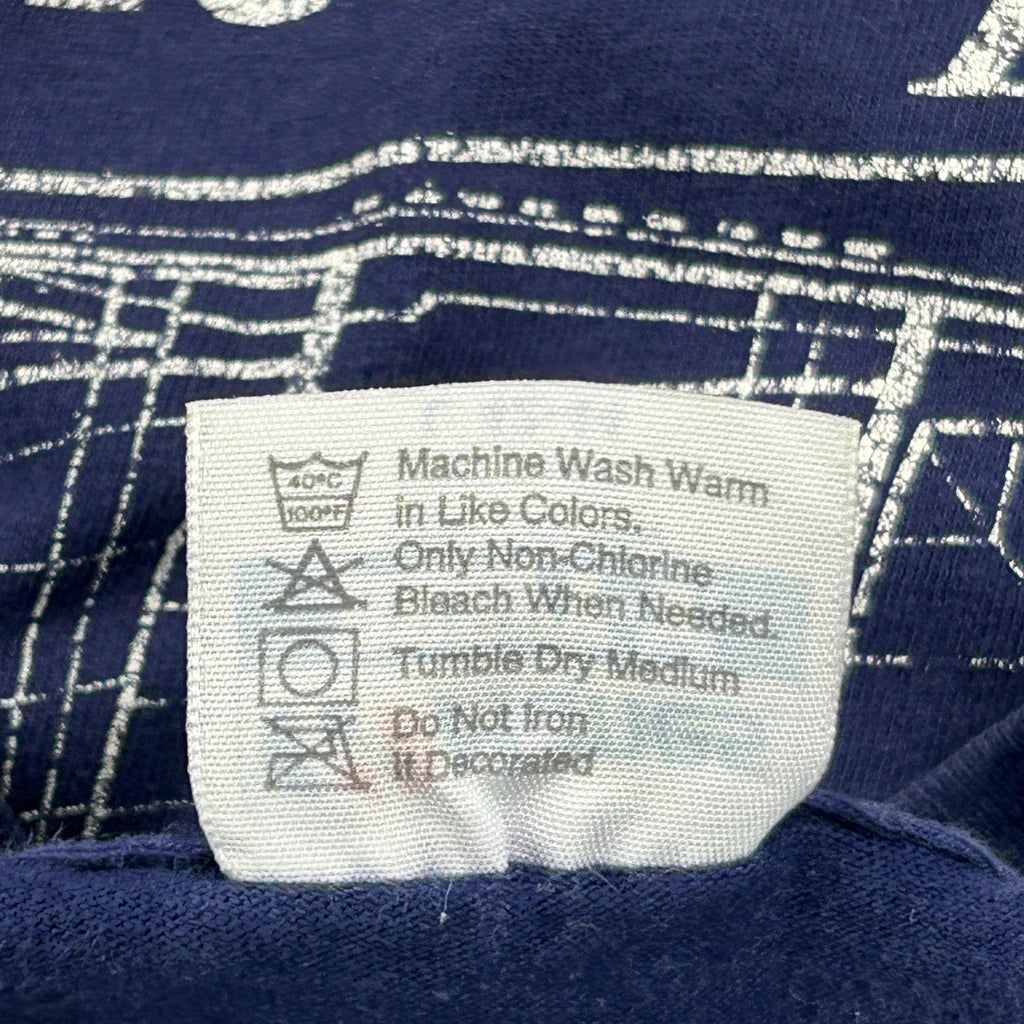 40°C
100°F
Machine Wash Warm
in Like Colors.
Only Non-Chlorine
Bleach When Needed.
Tumble Dry Medium
Do Not Iron
If Decorated